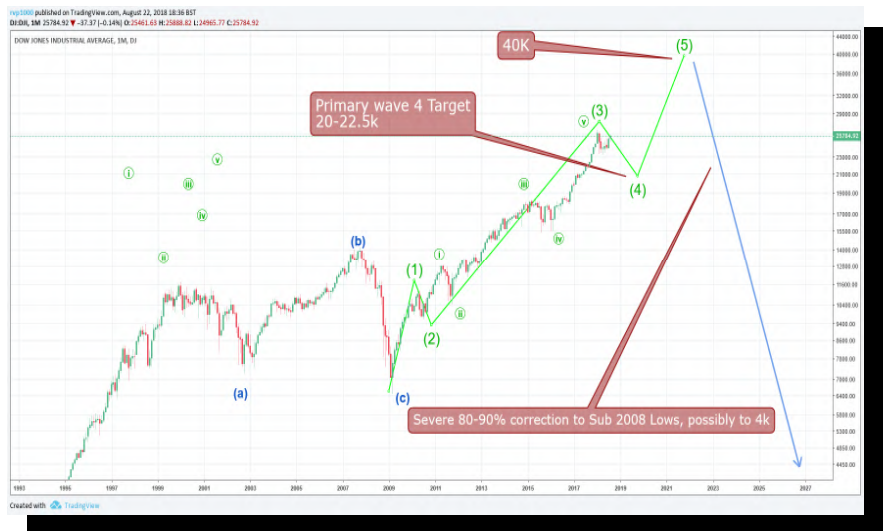 rvp3000 published on TradingView.com, August 22, 2018 18:36 BST
DJ:DJI, 1M 25784.92 ▼ −37.37 (−0.14%) O:25461.63 H:25888.82 L:24965.77 C:25784.92
DOW JONES INDUSTRIAL AVERAGE, 1M, DJ
40K
(5)
44000.00
40000.00
36000.00
32000.00
28000.00
25784.92
23000.00
21000.00
19000.00
17000.00
15500.00
14000.00
12600.00
11600.00
10400.00
9400.00
8600.00
7800.00
7000.00
6400.00
5800.00
5300.00
4850.00
4450.00
Primary wave 4 Target
20-22.5k
(3)
v
(4)
i
iii
iv
v
ii
iii
iv
(b)
(1)
i
(2)
ii
(a)
(c)
Severe 80-90% correction to Sub 2008 Lows, possibly to 4k
1993 1995 1997 1999 2001 2003 2005 2007 2009 2011 2013 2015 2017 2019 2021 2023 2025 2027
Created with TradingView